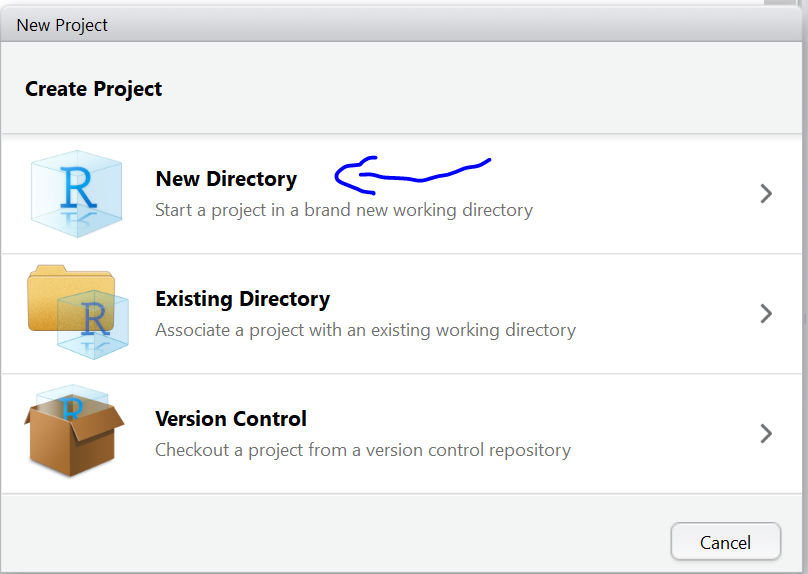 New Project
Create Project
R
New Directory
Start a project in a brand new working directory
R
Existing Directory
Associate a project with an existing working directory
R
Version Control
Checkout a project from a version control repository
Cancel